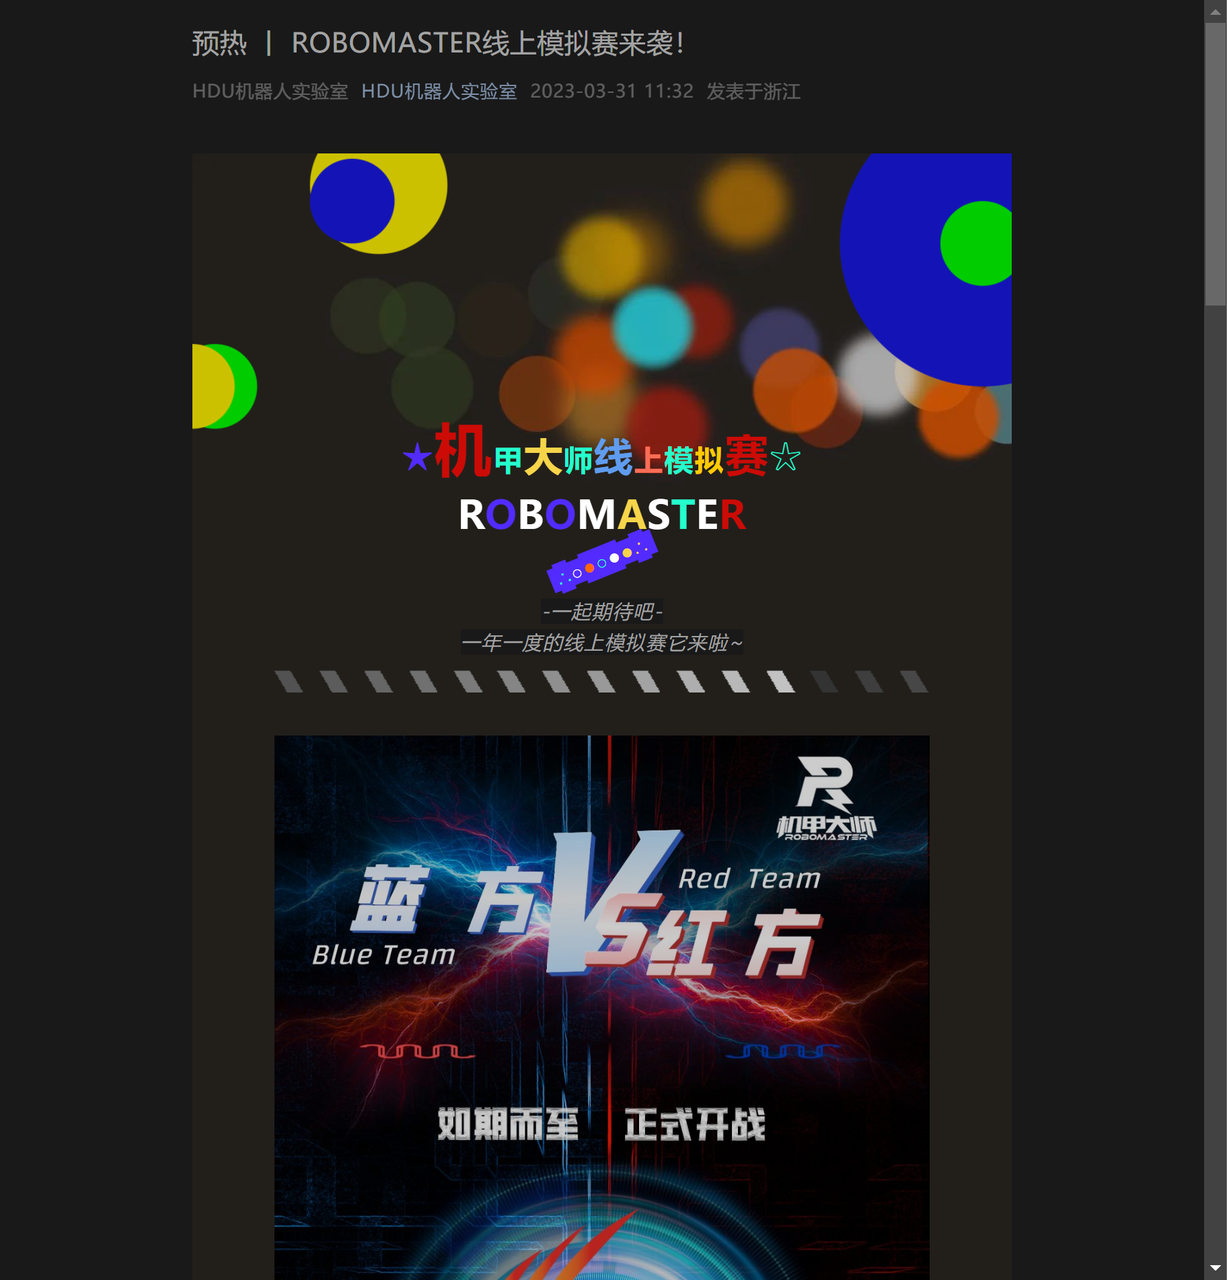 预热 | ROBOMASTER线上模拟赛来袭!
HDU机器人实验室 HDU机器人实验室 2023-03-31 11:32 发表于浙江
★机甲大师线上模拟赛☆
ROBOMASTER
-一起期待吧-
一年一度的线上模拟赛它来啦~
R
机甲大师
ROBOMASTER
蓝方
Blue Team
VS
Red Team
红方
如期而至 正式开战